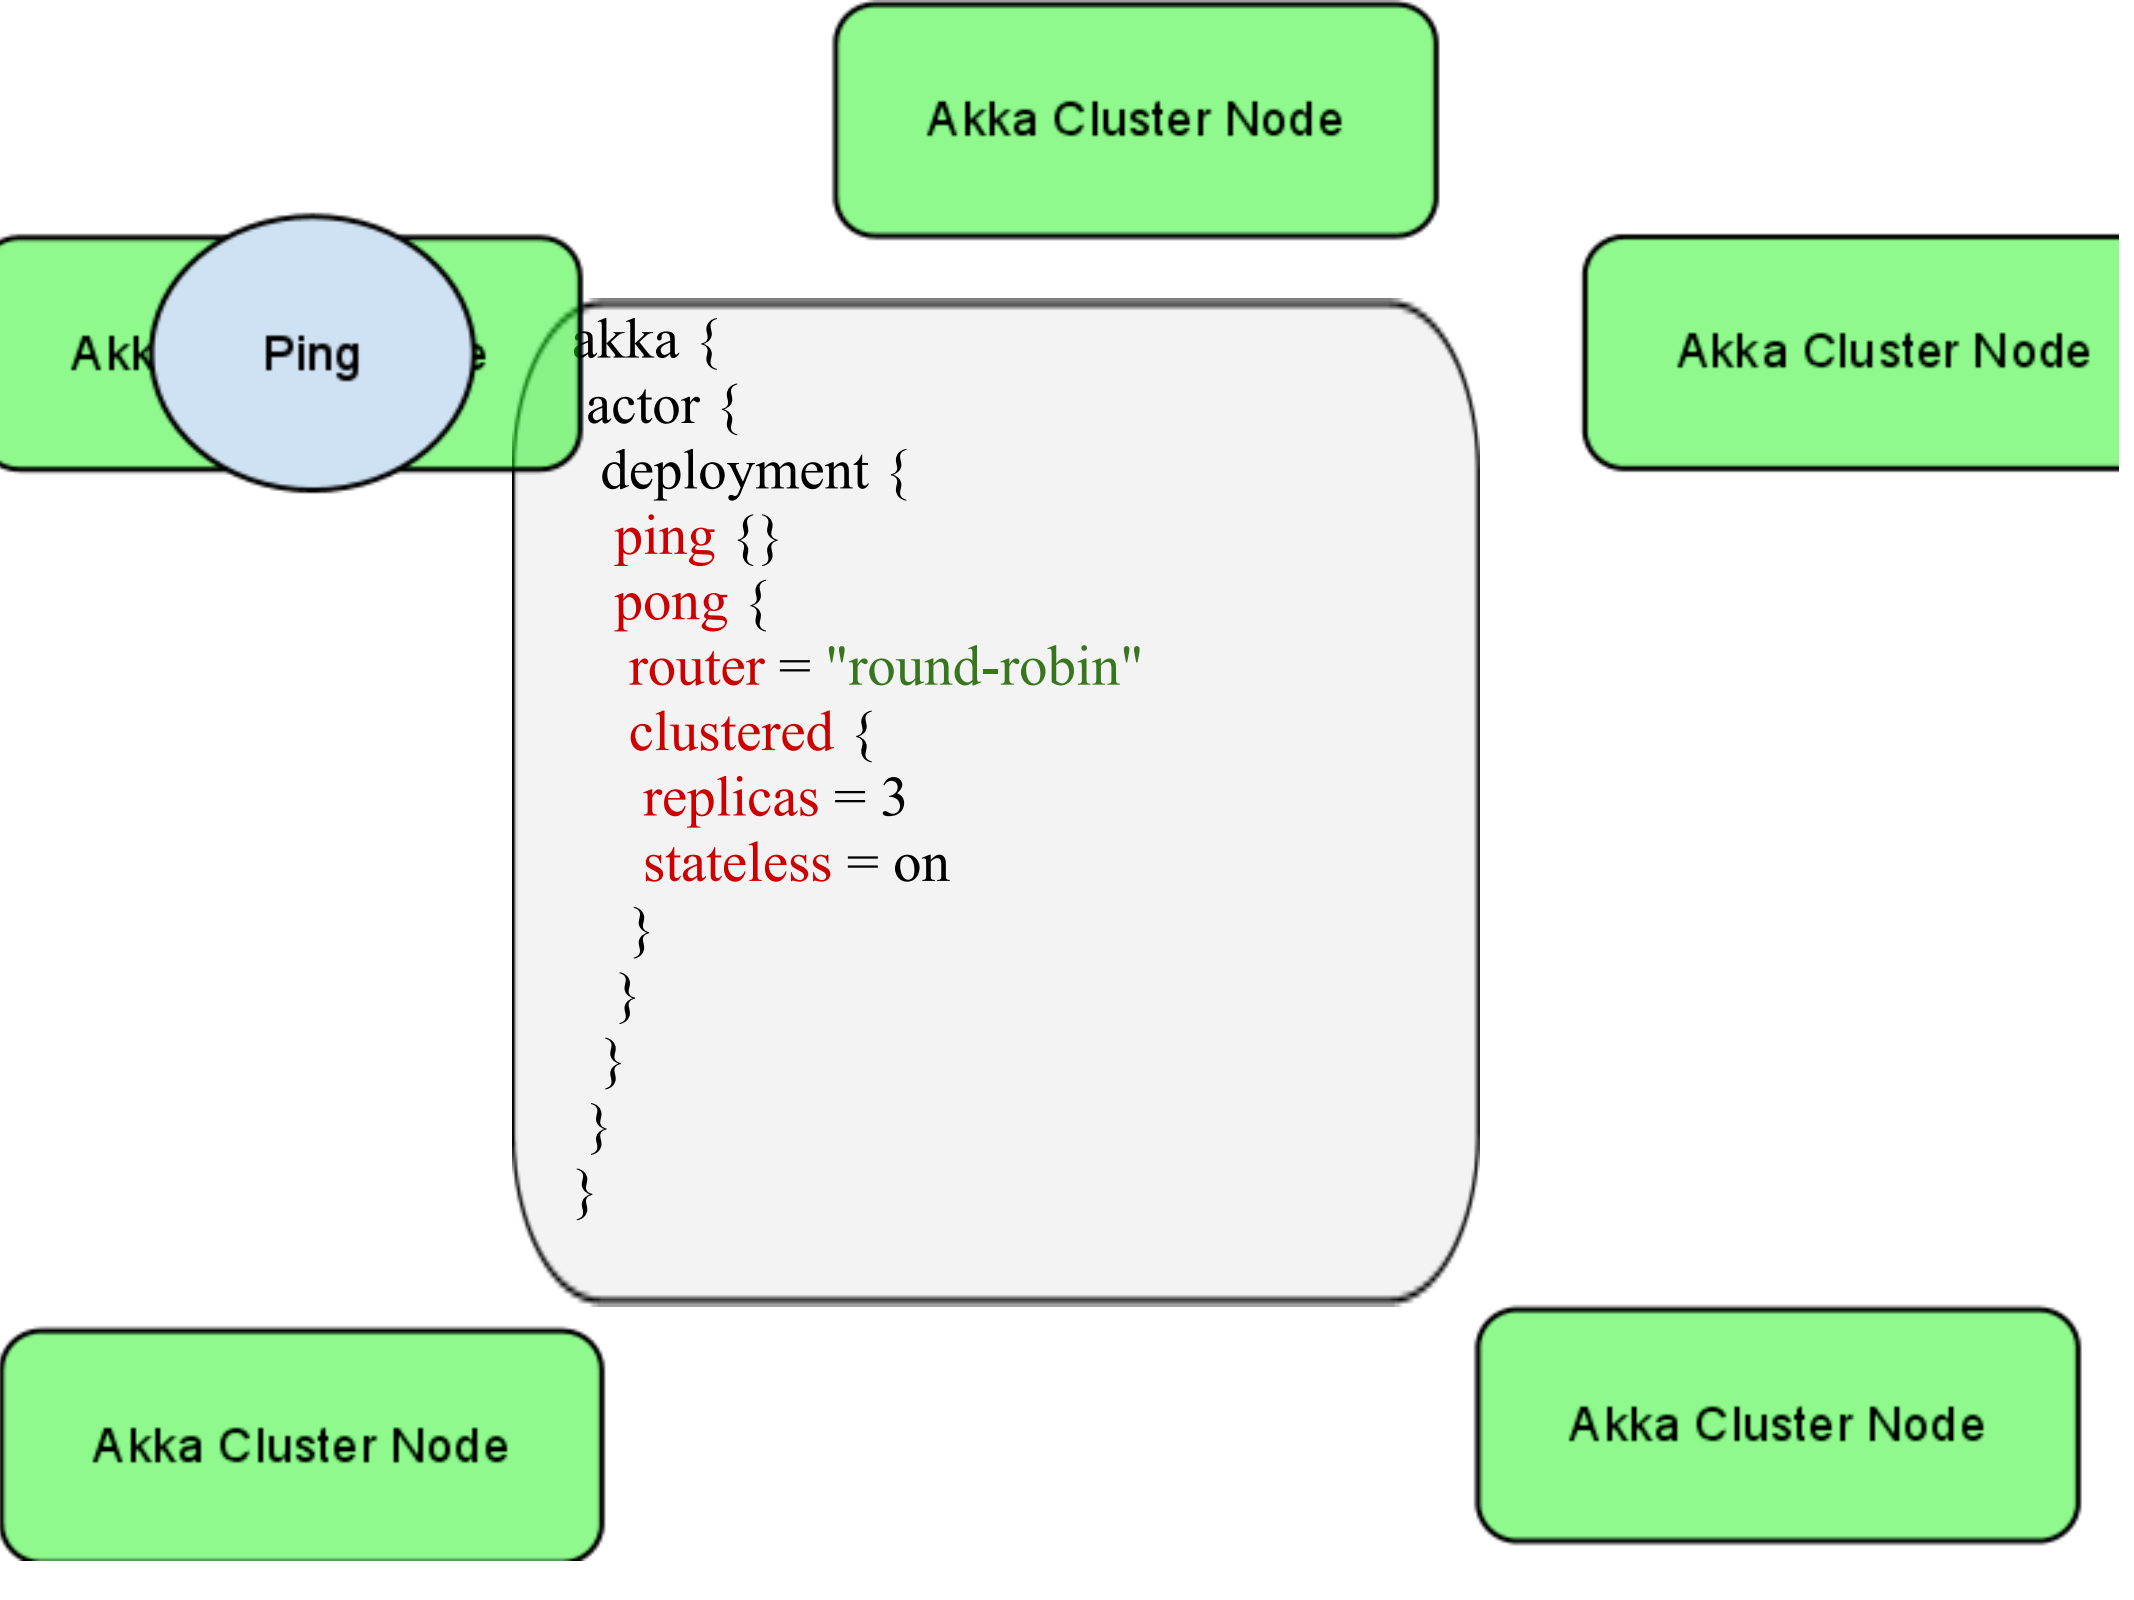 Akka Cluster Node
Akka Cluster Node
Ping
akka {
actor {
deployment {
ping {}
pong {
router = "round-robin"
clustered {
replicas = 3
stateless = on
}
}
}
}
}
Akka Cluster Node
Akka Cluster Node